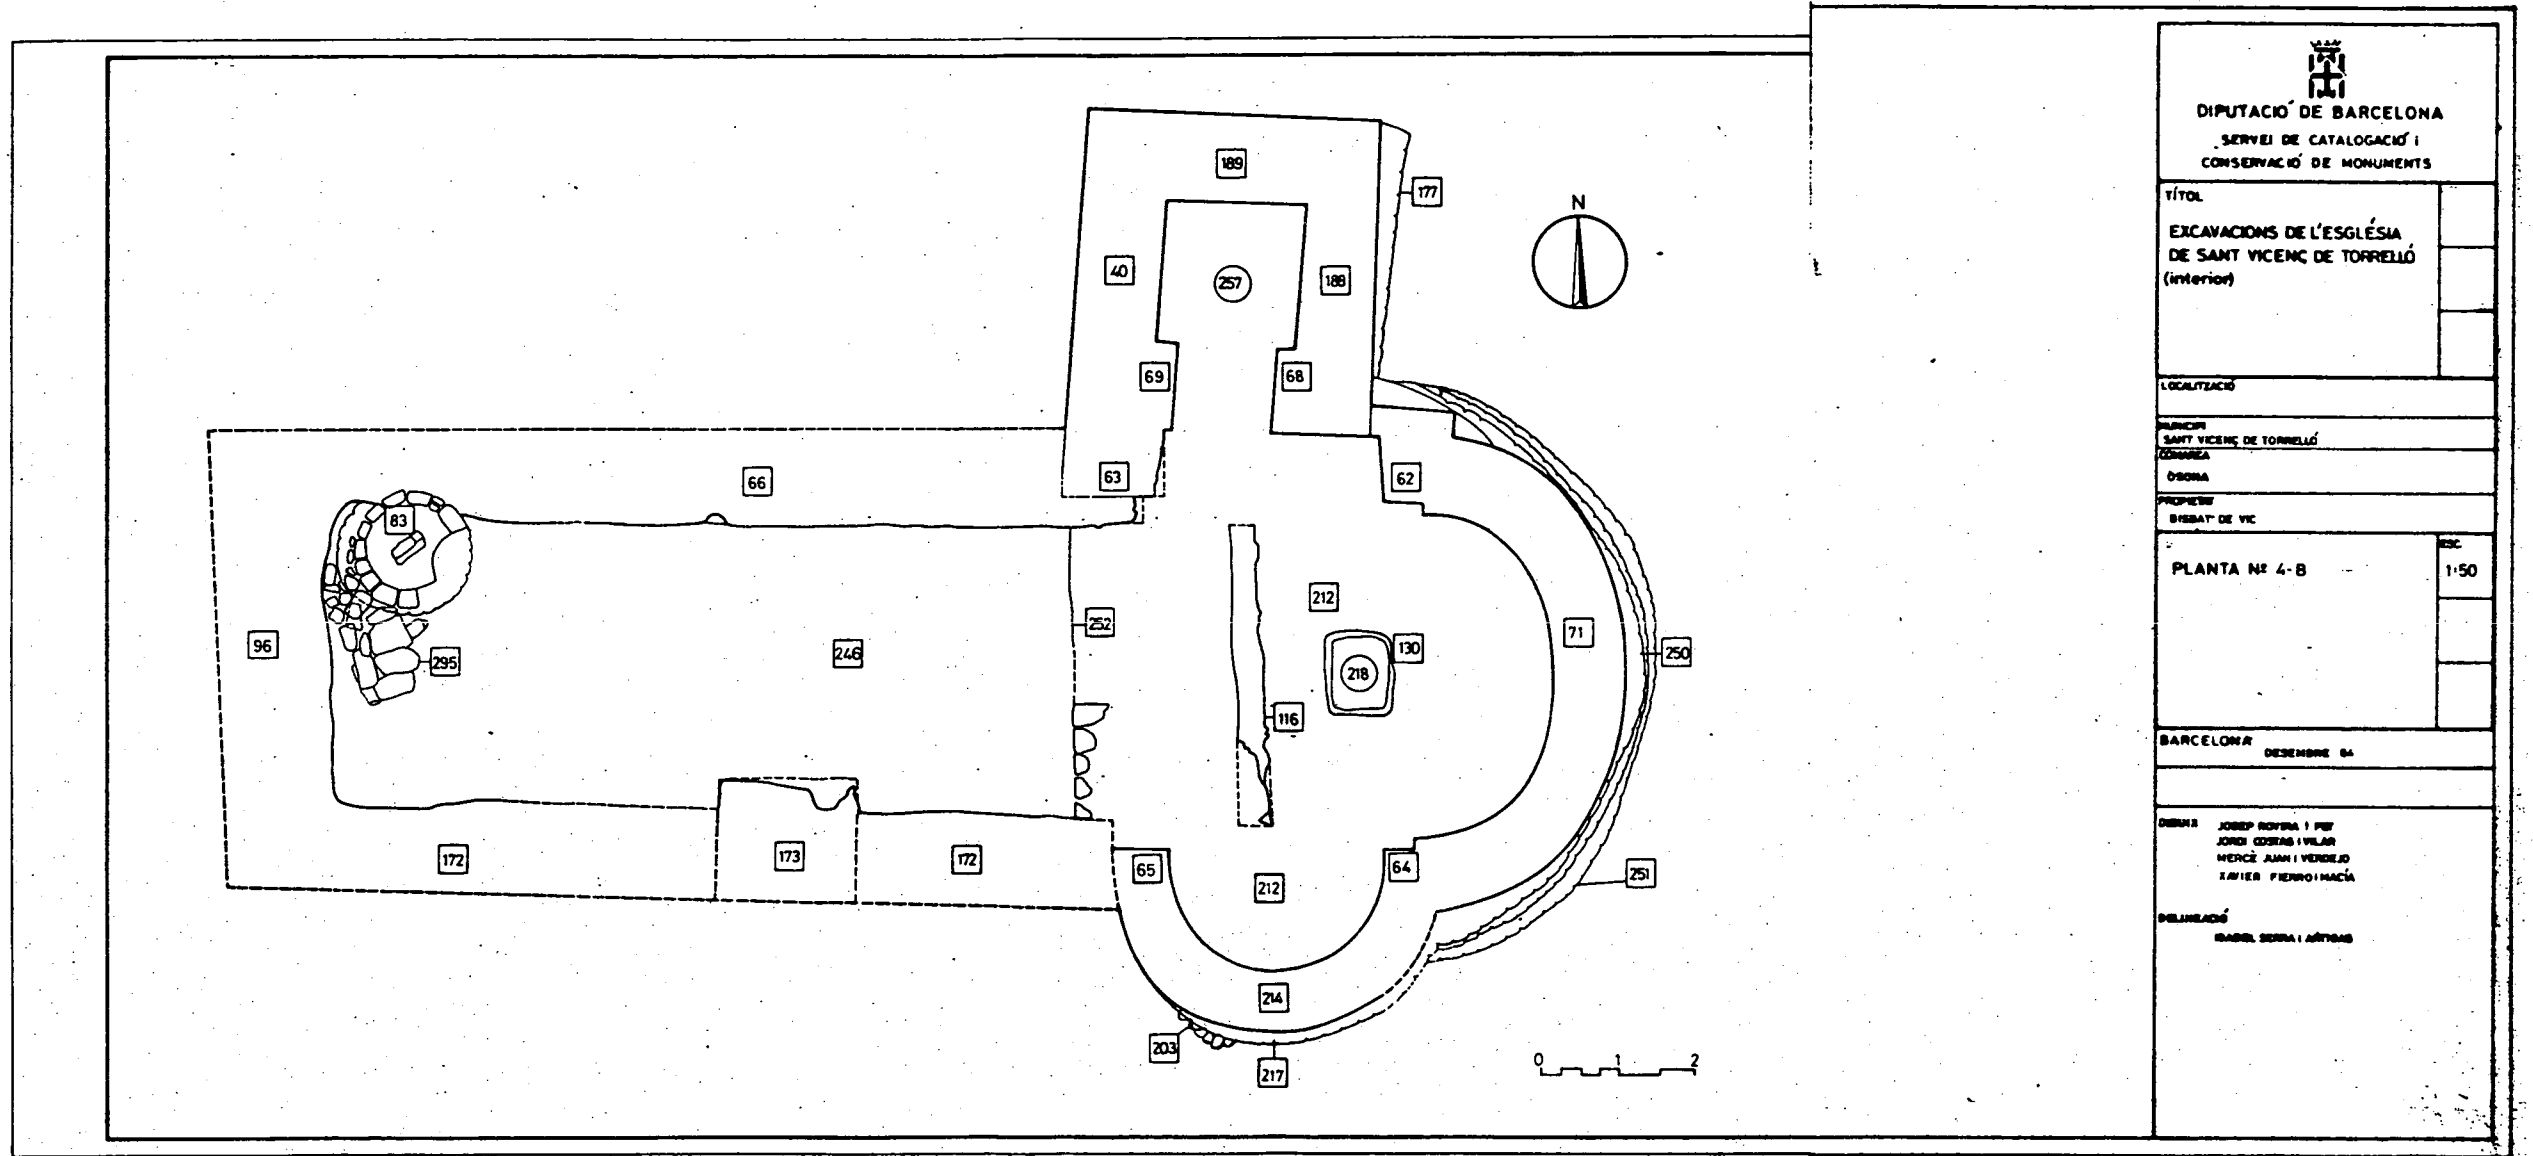 189
177
N
40
257
188
69
68
63
62
66
83
212
252
71
96
295
246
130
250
218
116
172
173
172
65
212
64
251
214
203
217
0 1 2
DIPUTACIÓ DE BARCELONA
SERVEI DE CATALOGACIÓ I
CONSERVACIÓ DE MONUMENTS
TÍTOL
EXCAVACIONS DE L'ESGLÉSIA
DE SANT VICENÇ DE TORRELLÓ
(interior)
LOCALITZACIÓ
MUNICIPI
SANT VICENÇ DE TORRELLÓ
COMARCA
OSONA
PROPIETAT
BISBAT DE VIC
ESC.
PLANTA Nº 4-B
1:50
BARCELONA
DESEMBRE 84
DIBUIX JOSEP ROVIRA I PEY
JORDI COSTAS I VILAR
MERCÈ JUAN I VERDEJO
XAVIER FIERRO I MACÍA
DELINEACIÓ
ISABEL SERRA I ARTIGAS